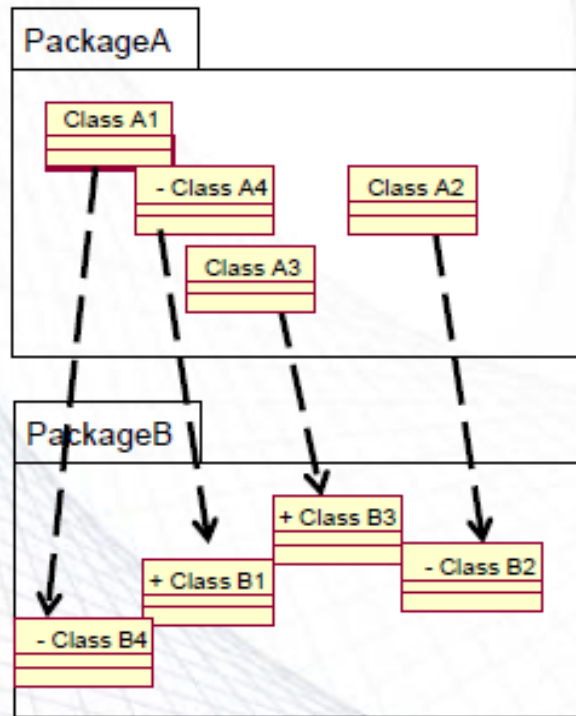 PackageA
Class A1
- Class A4
Class A2
Class A3
PackageB
+ Class B3
- Class B2
+ Class B1
- Class B4